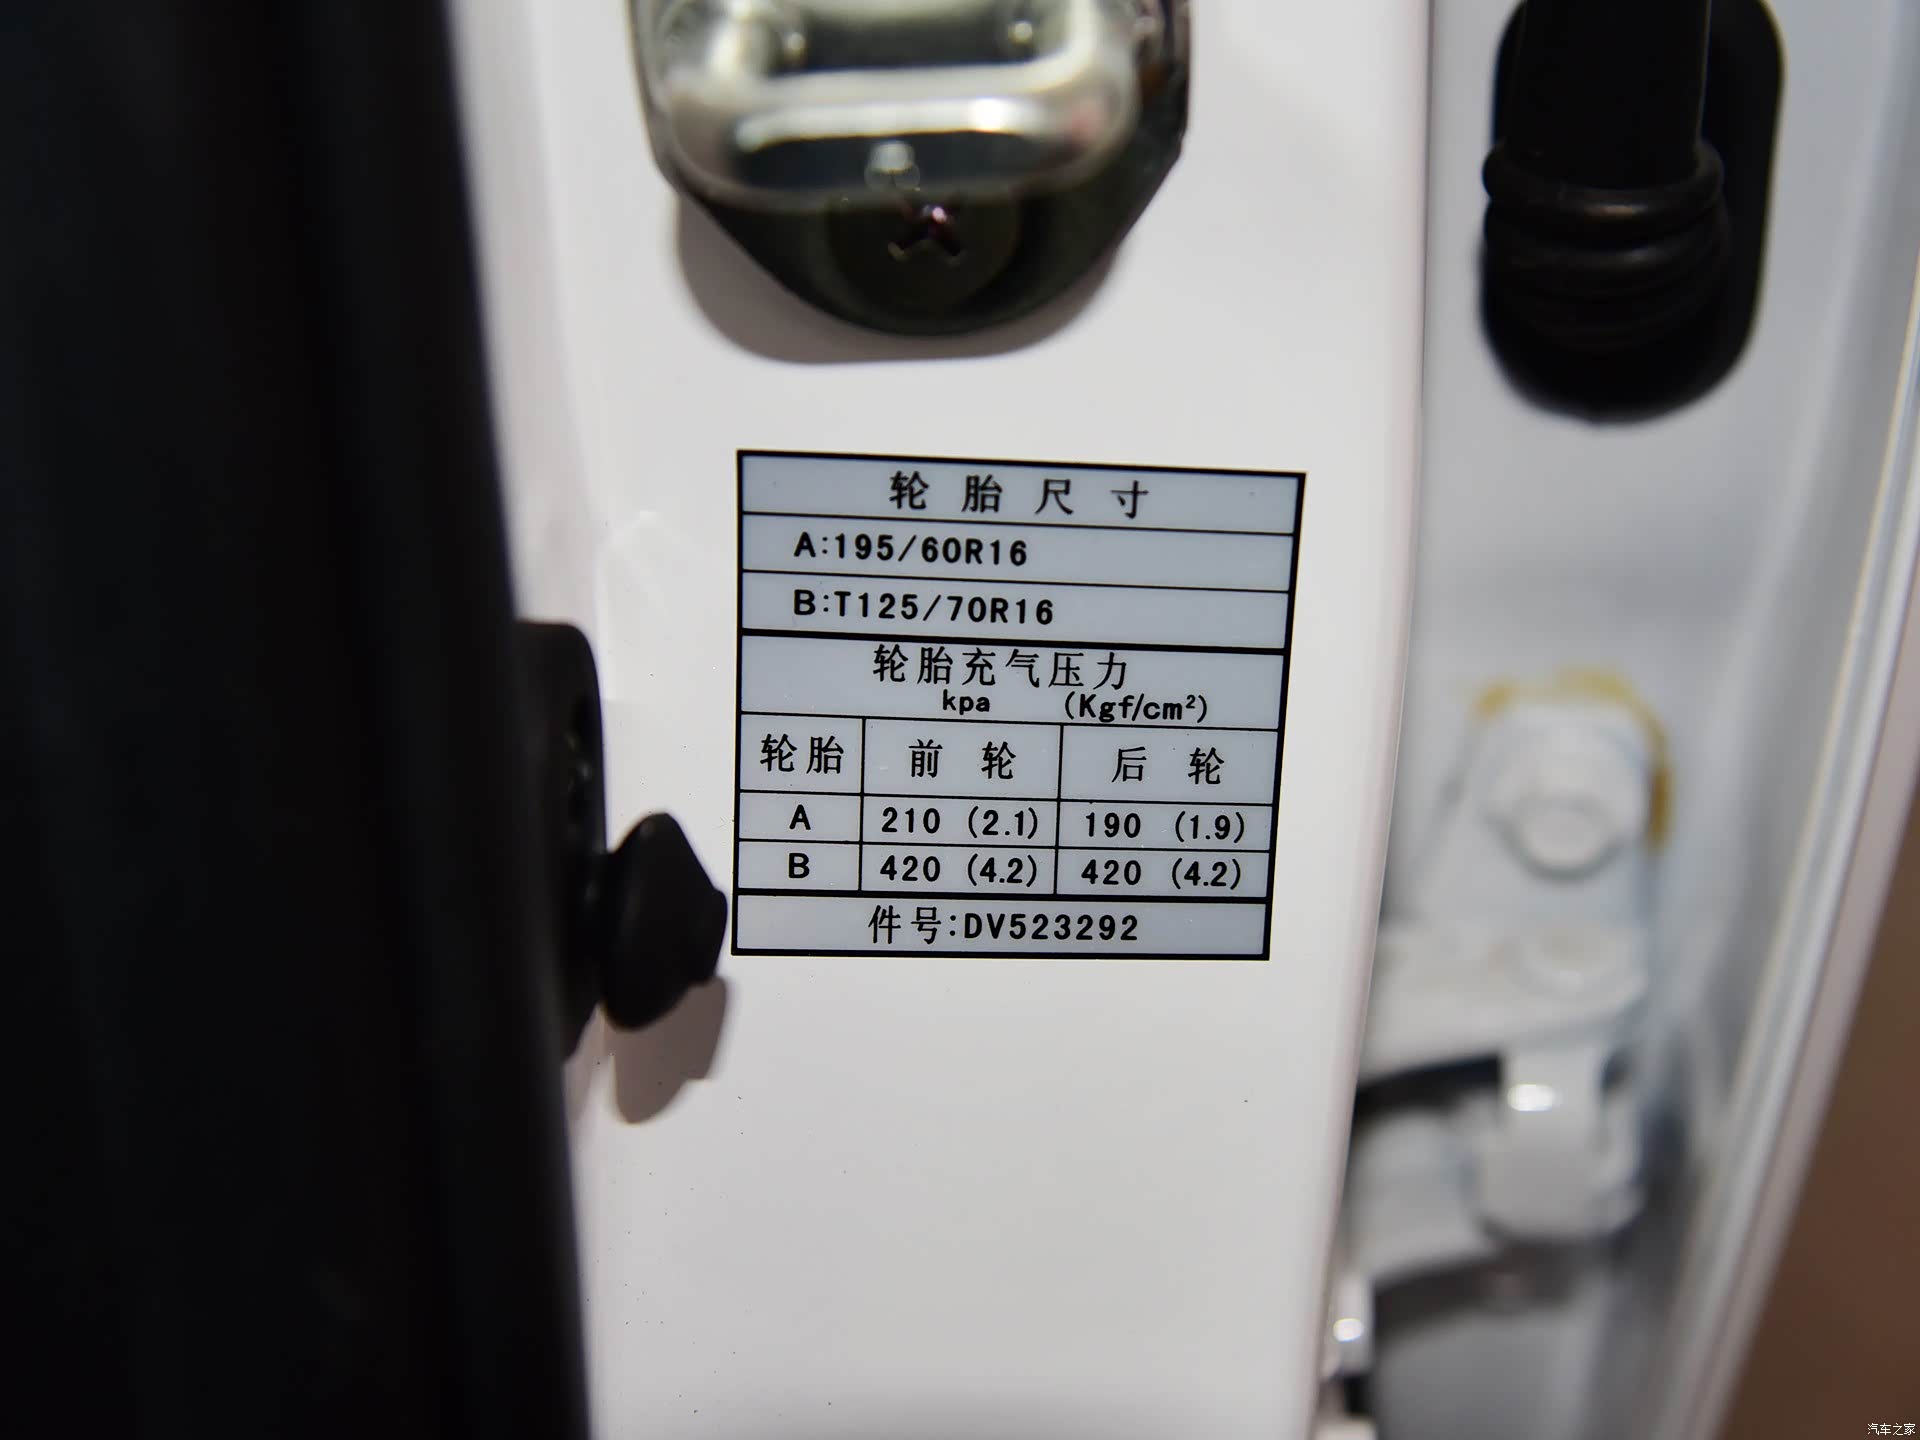 轮胎尺寸
A:195/60R16
B:T125/70R16
轮胎充气压力
kpa (Kgf/cm²)
轮胎 前轮 后轮
A 210 (2.1) 190 (1.9)
B 420 (4.2) 420 (4.2)
件号:DV523292
汽车之家